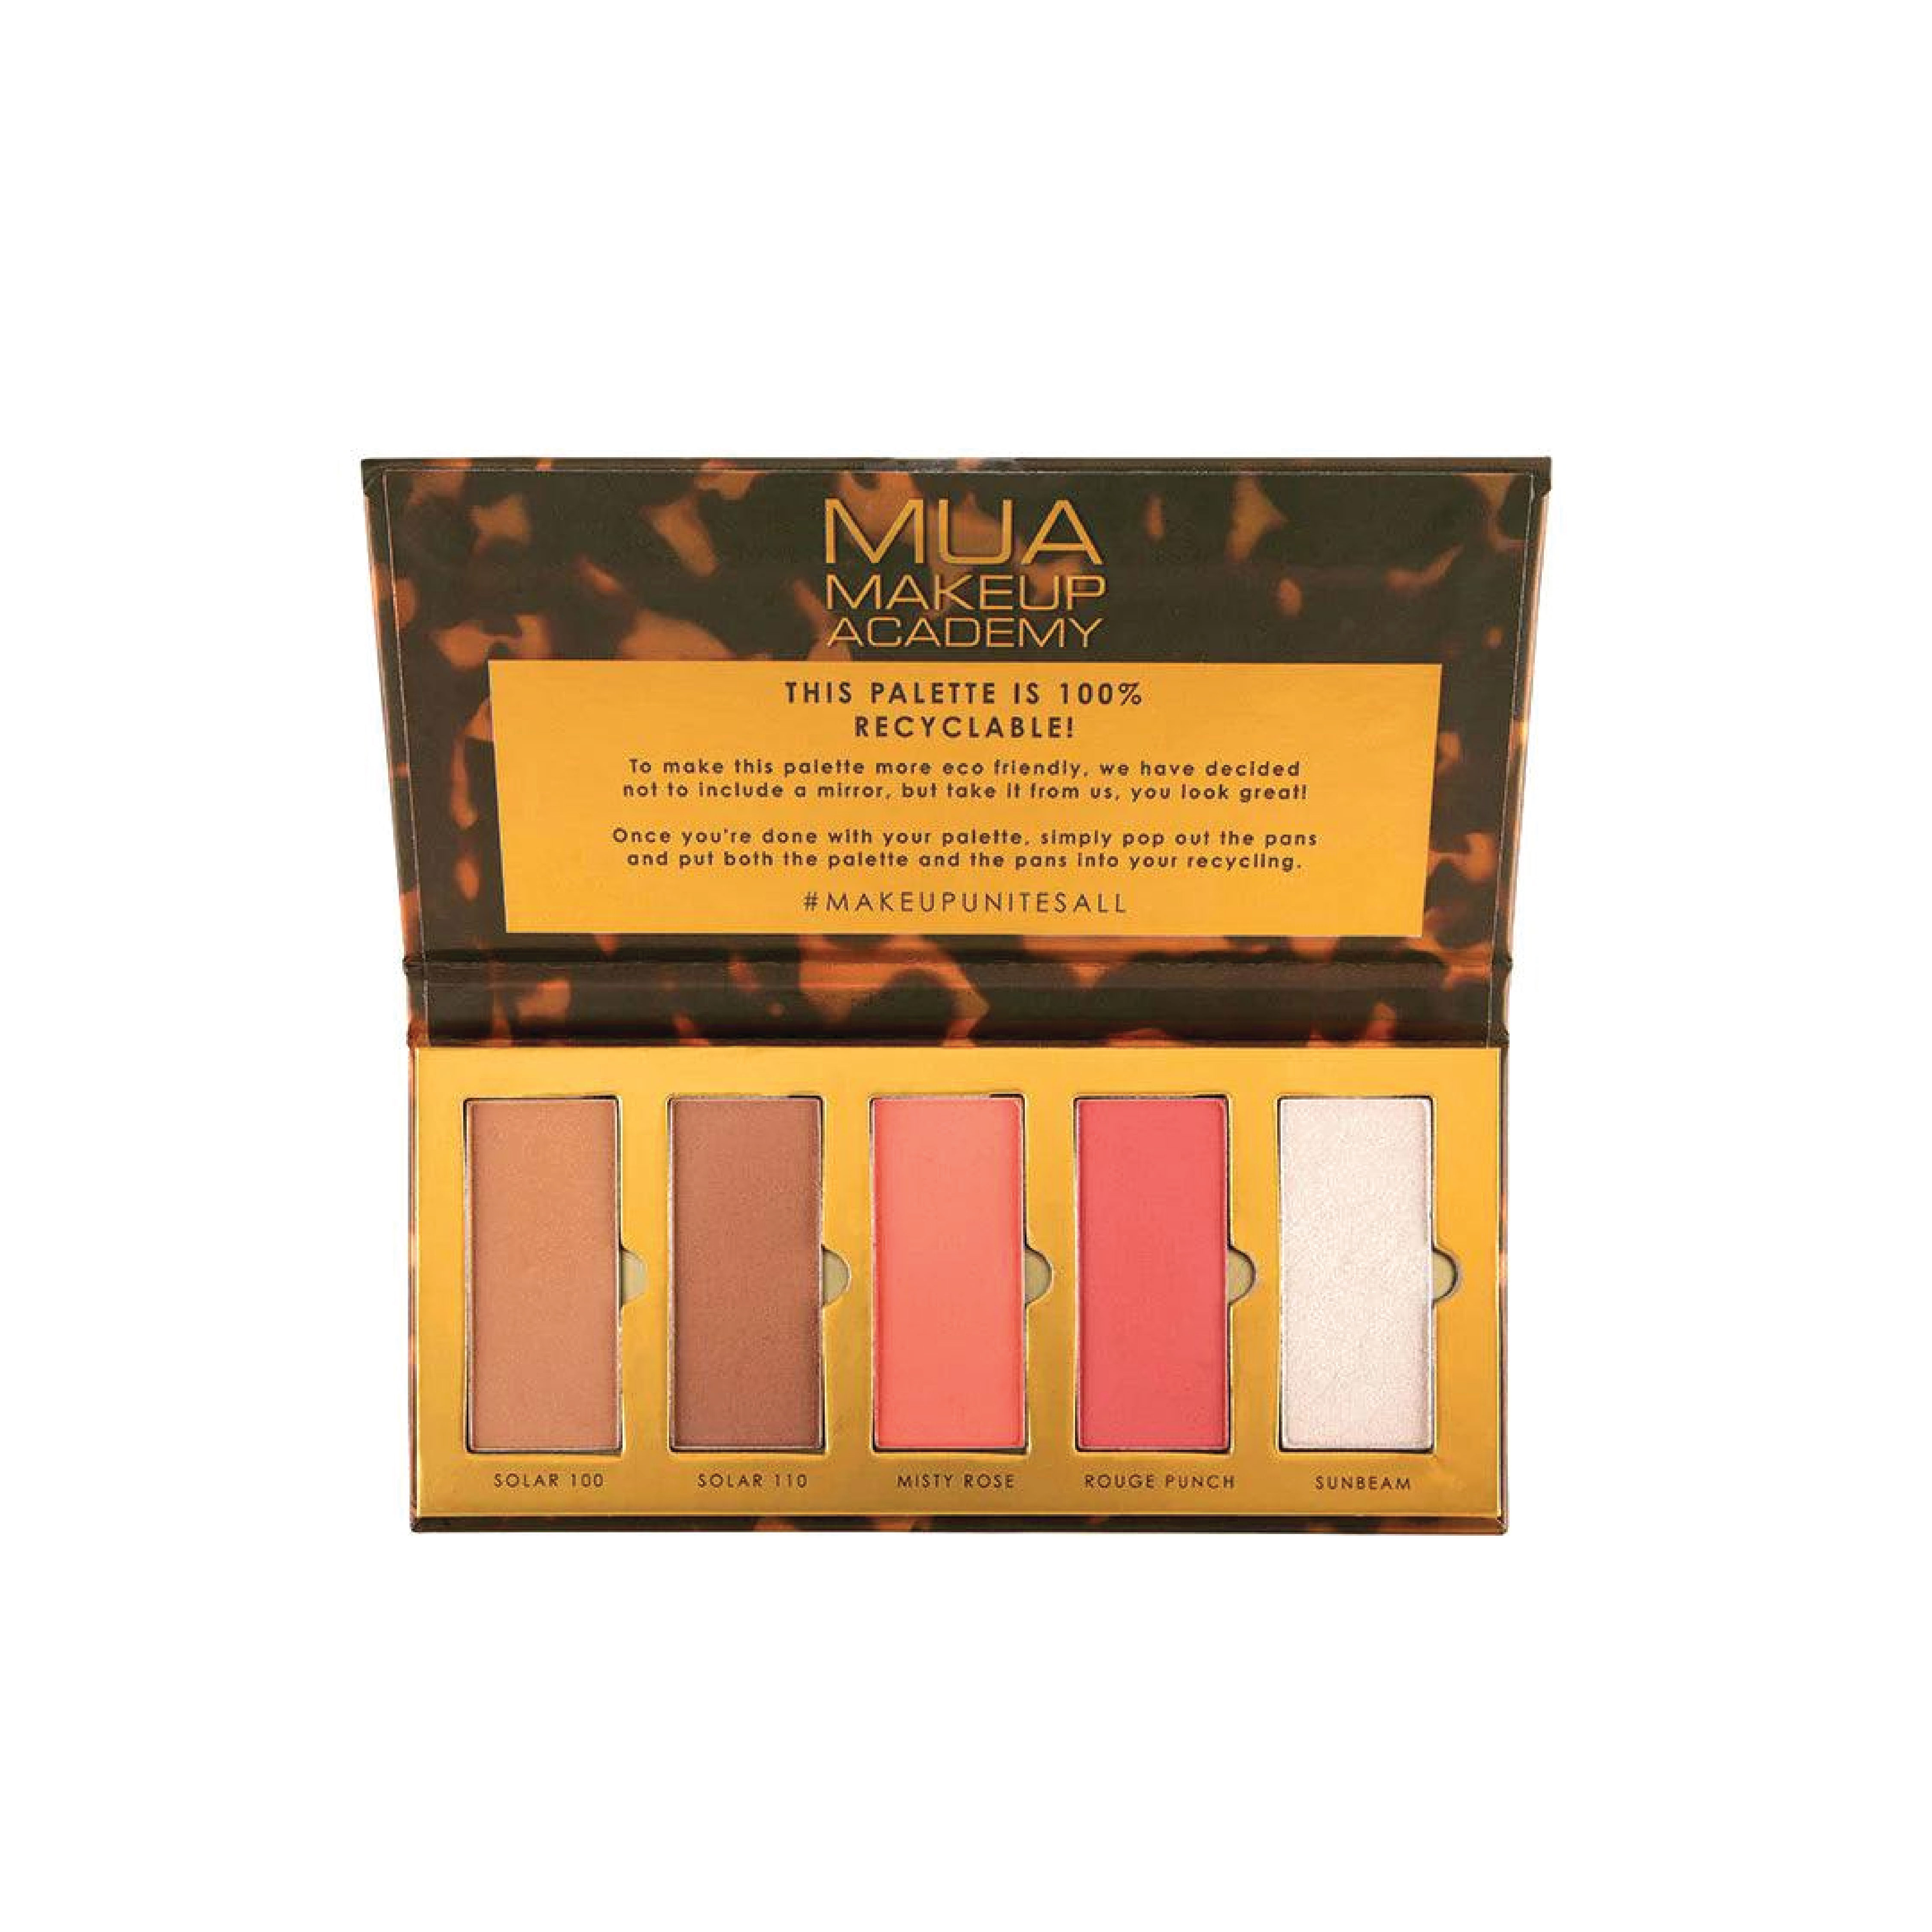 MUA
MAKEUP
ACADEMY
THIS PALETTE IS 100%
RECYCLABLE!
To make this palette more eco friendly, we have decided
not to include a mirror, but take it from us, you look great!
Once you're done with your palette, simply pop out the pans
and put both the palette and the pans into your recycling.
#MAKEUPUNITESALL
SOLAR 100
SOLAR 110
MISTY ROSE
ROUGE PUNCH
SUNBEAM